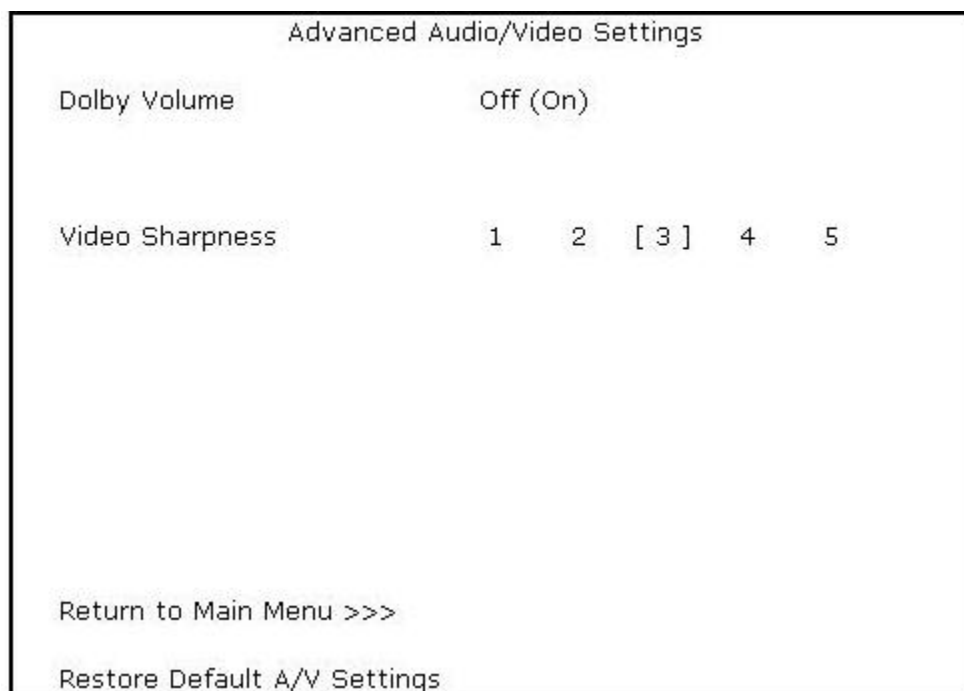 Advanced Audio/Video Settings
Dolby Volume Off (On)
Video Sharpness 1 2 [ 3 ] 4 5
Return to Main Menu >>>
Restore Default A/V Settings